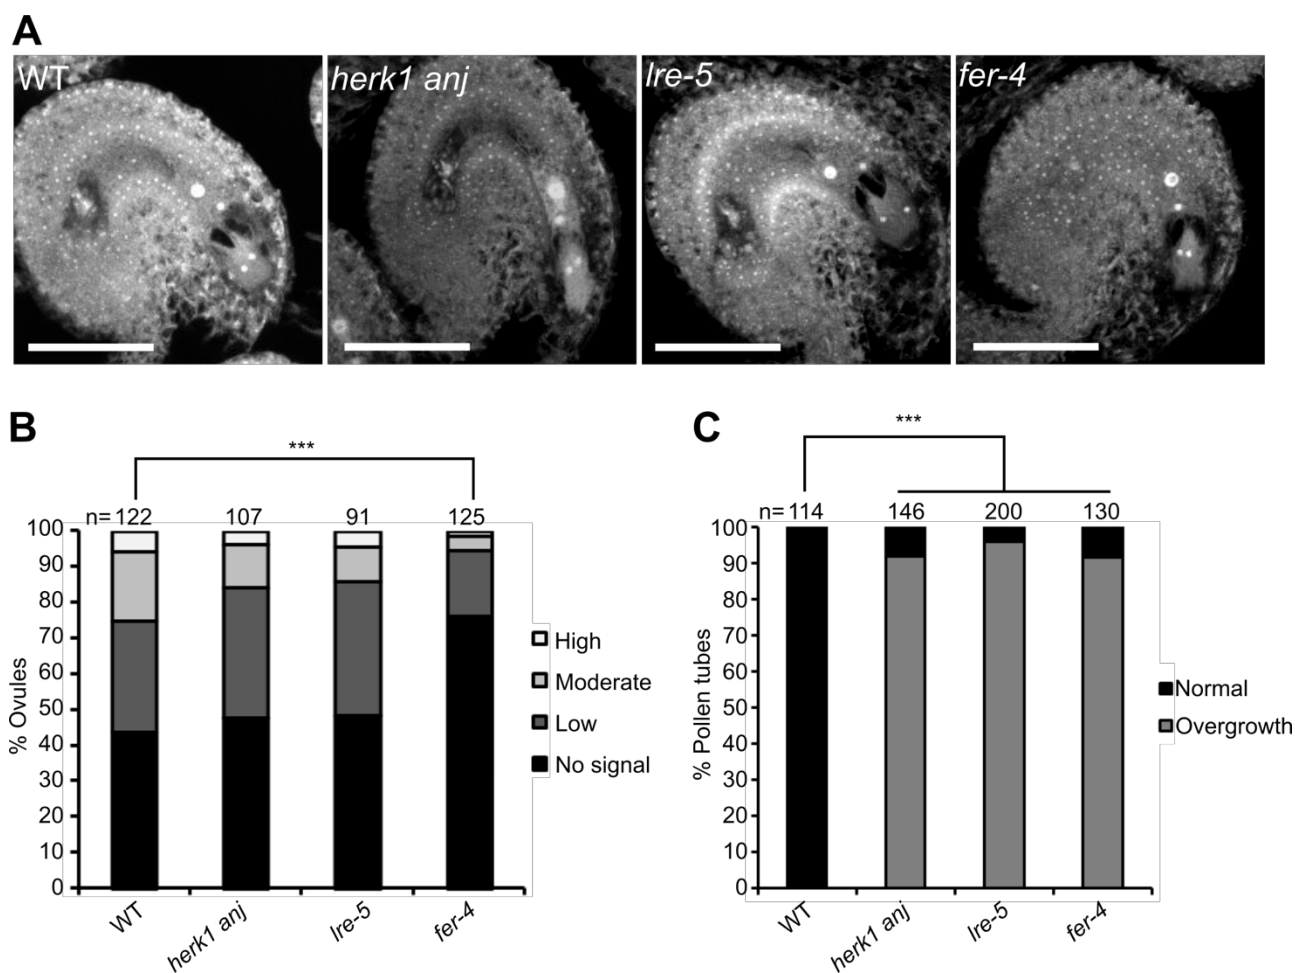 A
WT
herk1 anj
lre-5
fer-4
B
***
n= 122 107 91 125
100
90
80
70
60
50
40
30
20
10
0
% Ovules
WT
herk1 anj
lre-5
fer-4
High
Moderate
Low
No signal
C
***
n= 114 146 200 130
100
90
80
70
60
50
40
30
20
10
0
% Pollen tubes
WT
herk1 anj
lre-5
fer-4
Normal
Overgrowth